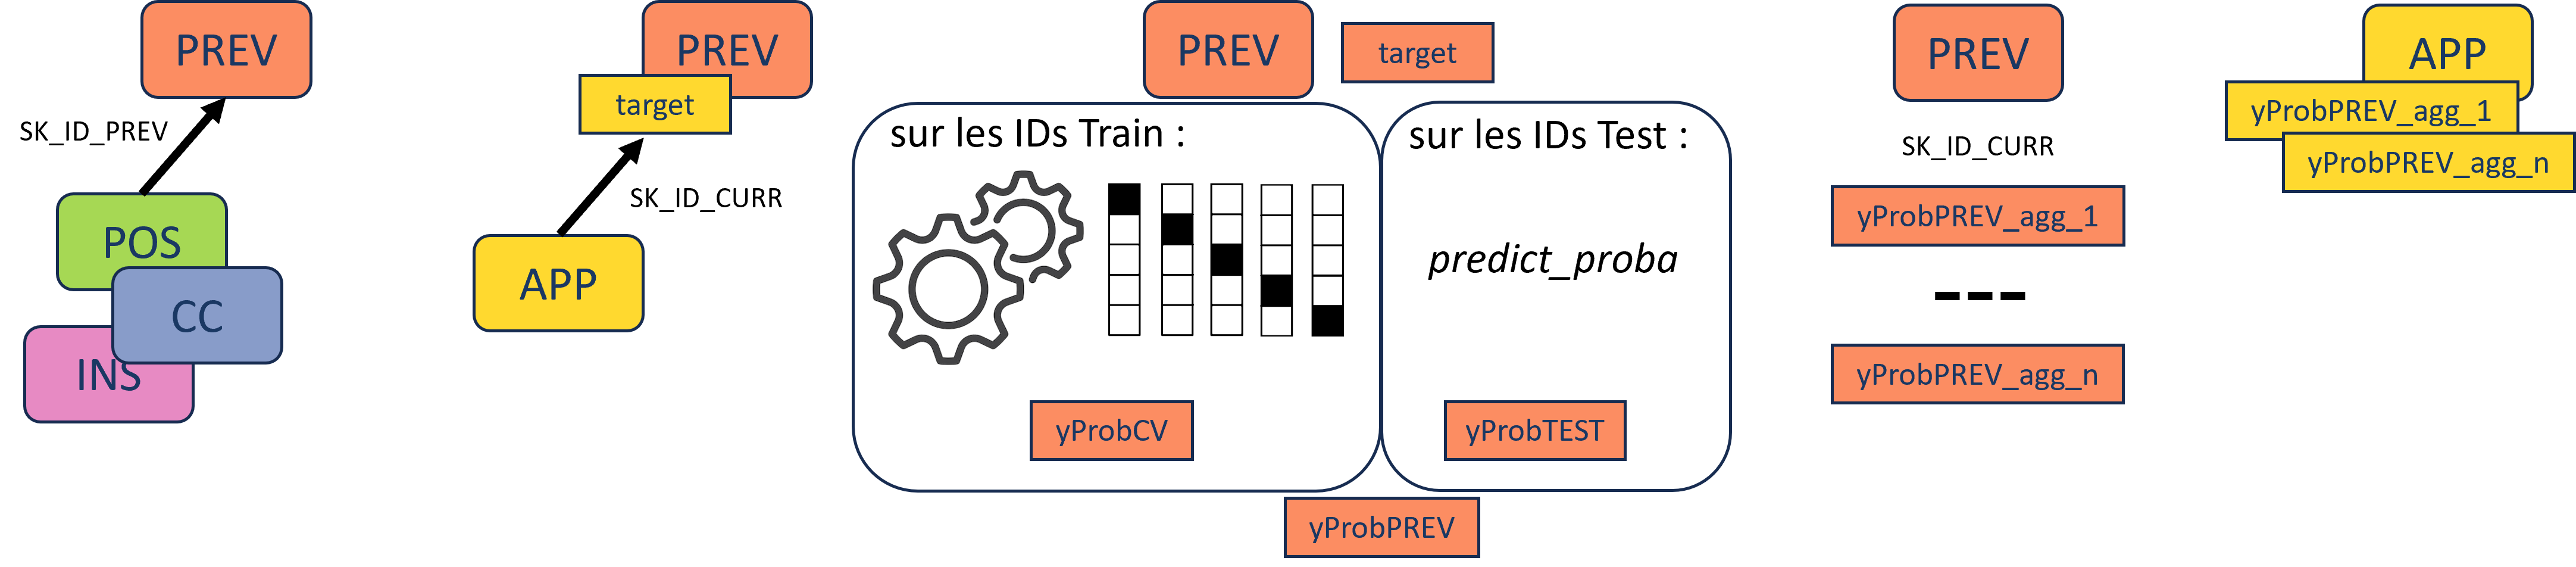 PREV
SK_ID_PREV
POS
CC
INS
PREV
target
SK_ID_CURR
APP
PREV
target
sur les IDs Train :
yProbCV
sur les IDs Test :
predict_proba
yProbTEST
yProbPREV
PREV
SK_ID_CURR
yProbPREV_agg_1
yProbPREV_agg_n
APP
yProbPREV_agg_1
yProbPREV_agg_n